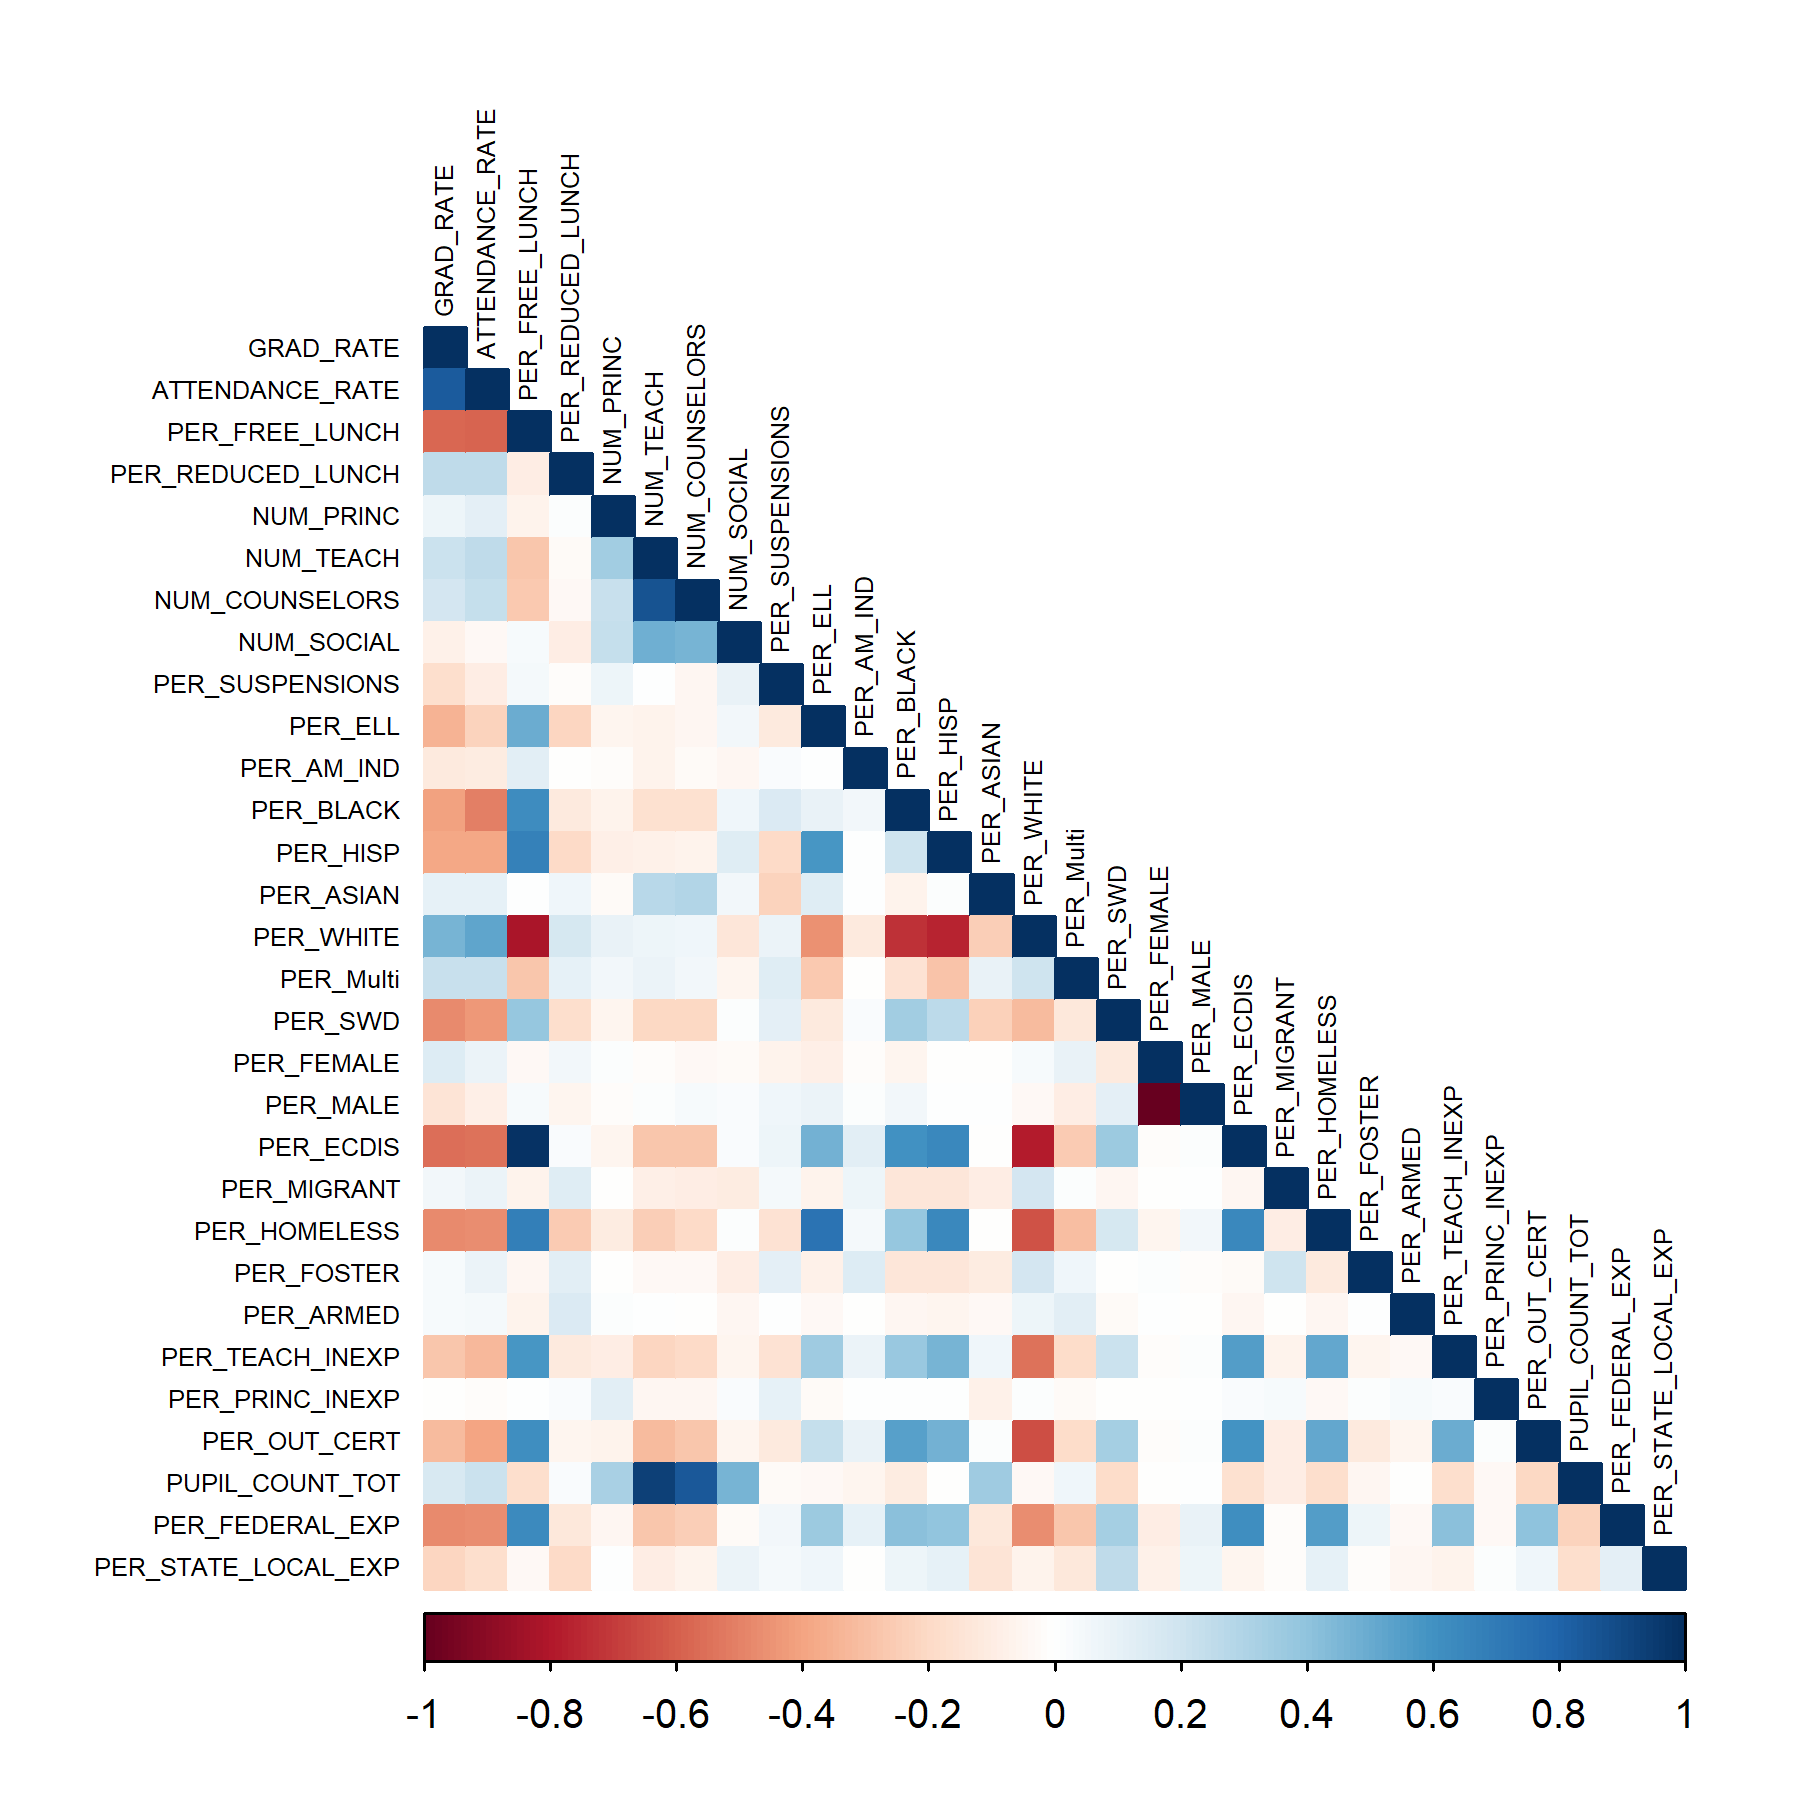 GRAD_RATE
ATTENDANCE_RATE
PER_FREE_LUNCH
PER_REDUCED_LUNCH
NUM_PRINC
NUM_TEACH
NUM_COUNSELORS
NUM_SOCIAL
PER_SUSPENSIONS
PER_ELL
PER_AM_IND
PER_BLACK
PER_HISP
PER_ASIAN
PER_WHITE
PER_Multi
PER_SWD
PER_FEMALE
PER_MALE
PER_ECDIS
PER_MIGRANT
PER_HOMELESS
PER_FOSTER
PER_ARMED
PER_TEACH_INEXP
PER_PRINC_INEXP
PER_OUT_CERT
PUPIL_COUNT_TOT
PER_FEDERAL_EXP
PER_STATE_LOCAL_EXP
GRAD_RATE
ATTENDANCE_RATE
PER_FREE_LUNCH
PER_REDUCED_LUNCH
NUM_PRINC
NUM_TEACH
NUM_COUNSELORS
NUM_SOCIAL
PER_SUSPENSIONS
PER_ELL
PER_AM_IND
PER_BLACK
PER_HISP
PER_ASIAN
PER_WHITE
PER_Multi
PER_SWD
PER_FEMALE
PER_MALE
PER_ECDIS
PER_MIGRANT
PER_HOMELESS
PER_FOSTER
PER_ARMED
PER_TEACH_INEXP
PER_PRINC_INEXP
PER_OUT_CERT
PUPIL_COUNT_TOT
PER_FEDERAL_EXP
PER_STATE_LOCAL_EXP
-1 -0.8 -0.6 -0.4 -0.2 0 0.2 0.4 0.6 0.8 1